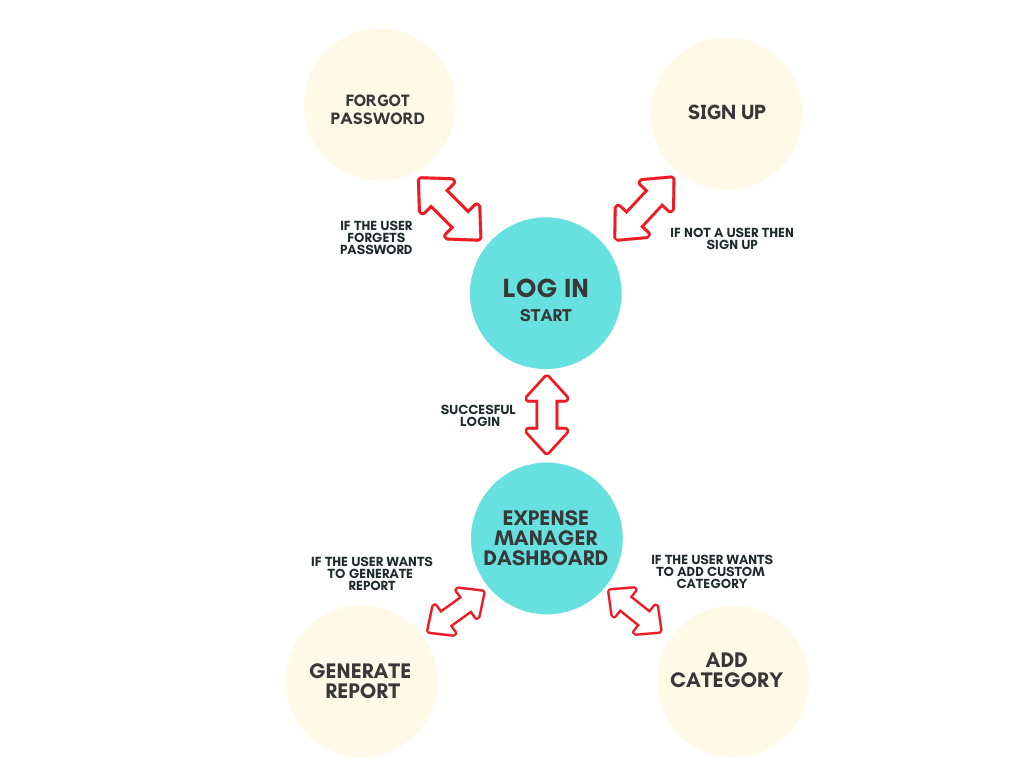 FORGOT
PASSWORD
SIGN UP
IF THE USER
FORGETS
PASSWORD
IF NOT A USER THEN
SIGN UP
LOG IN
START
SUCCESFUL
LOGIN
EXPENSE
MANAGER
DASHBOARD
IF THE USER WANTS
TO GENERATE
REPORT
IF THE USER WANTS
TO ADD CUSTOM
CATEGORY
GENERATE
REPORT
ADD
CATEGORY